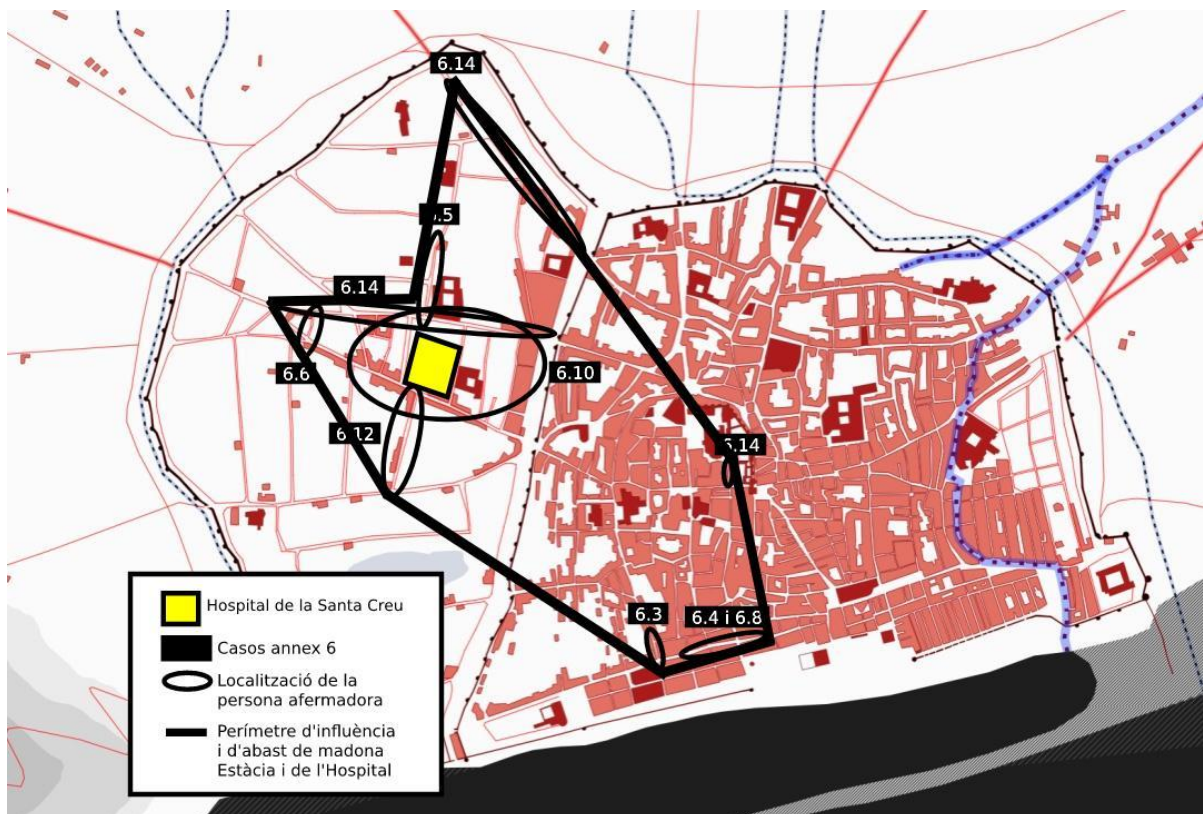 6.14
6.5
6.14
6.6
6.10
6.12
6.14
6.3
6.4 i 6.8
Hospital de la Santa Creu
Casos annex 6
Localització de la
persona afermadora
Perímetre d'influència
i d'abast de madona
Estàcia i de l'Hospital